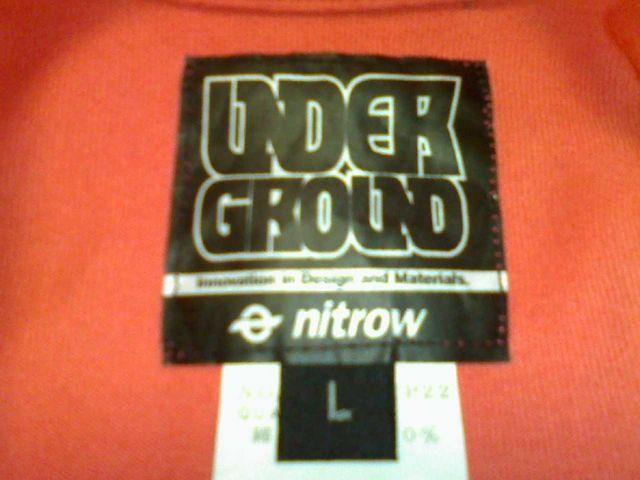 UNDER
GROUND
Innovation in Design and Materials.
nitrow
L